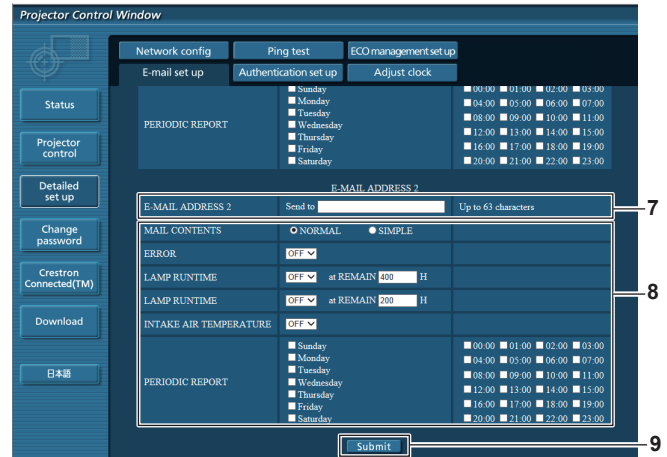 Projector Control Window
Network config Ping test ECO management set up
E-mail set up Authentication set up Adjust clock
Status
Projector control
Detailed set up
Change password
Crestron Connected(TM)
Download
日本語
PERIODIC REPORT
Sunday
Monday
Tuesday
Wednesday
Thursday
Friday
Saturday
00:00 01:00 02:00 03:00
04:00 05:00 06:00 07:00
08:00 09:00 10:00 11:00
12:00 13:00 14:00 15:00
16:00 17:00 18:00 19:00
20:00 21:00 22:00 23:00
E-MAIL ADDRESS 2
E-MAIL ADDRESS 2 Send to Up to 63 characters
7
MAIL CONTENTS NORMAL SIMPLE
ERROR OFF
LAMP RUNTIME OFF at REMAIN 400 H
8
LAMP RUNTIME OFF at REMAIN 200 H
INTAKE AIR TEMPERATURE OFF
PERIODIC REPORT
Sunday
Monday
Tuesday
Wednesday
Thursday
Friday
Saturday
00:00 01:00 02:00 03:00
04:00 05:00 06:00 07:00
08:00 09:00 10:00 11:00
12:00 13:00 14:00 15:00
16:00 17:00 18:00 19:00
20:00 21:00 22:00 23:00
Submit
9